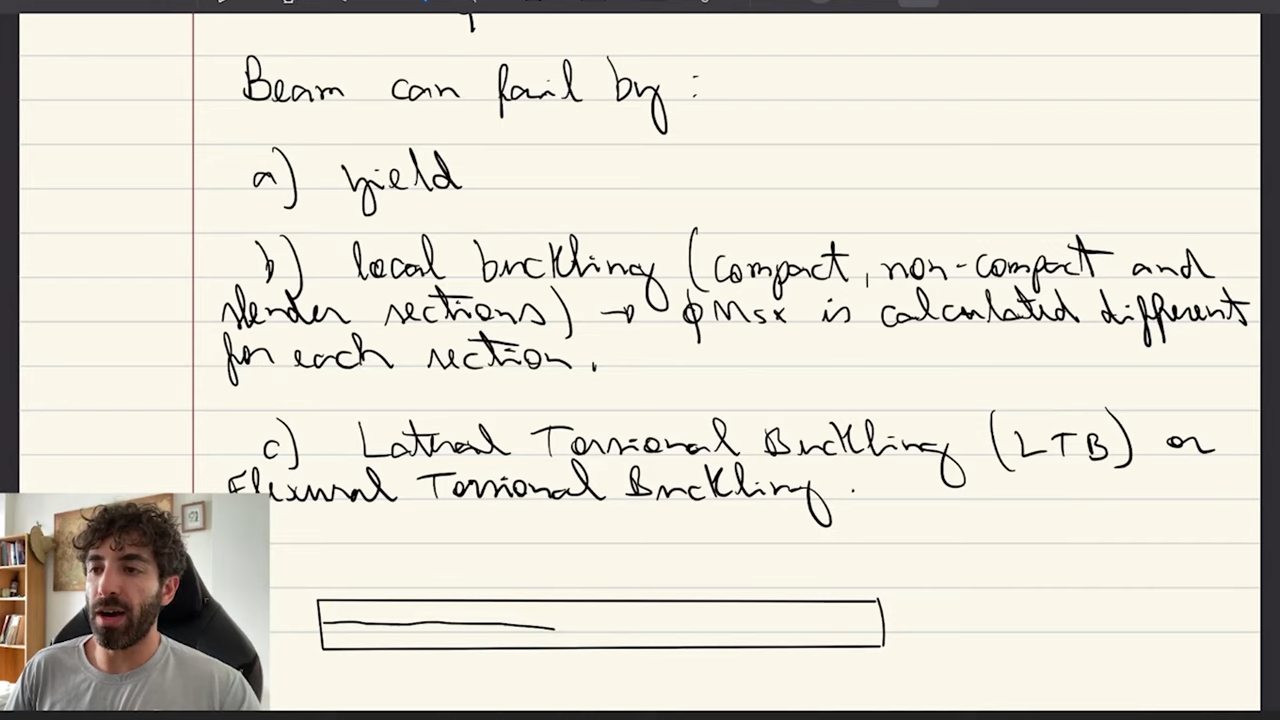 Beam can fail by :
a) yield
b) local buckling (compact, non-compact and
slender sections) → ϕMsx is calculated different
for each section.
c) Lateral Torsional Buckling (LTB) or
Flexural Torsional Buckling.